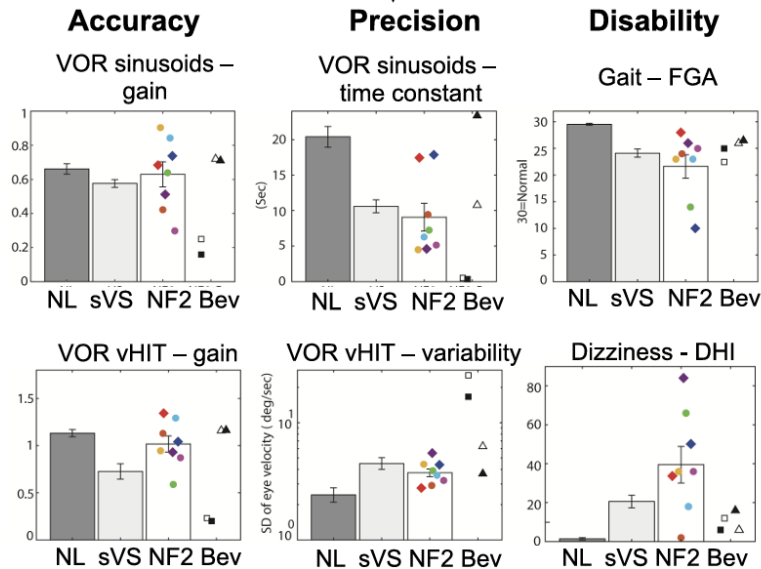 Accuracy Precision Disability
VOR sinusoids –
gain
VOR sinusoids –
time constant
Gait – FGA
1
0.8
0.6
0.4
0.2
0
NL sVS NF2 Bev
(Sec)
20
15
10
5
0
NL sVS NF2 Bev
30=Normal
30
25
20
15
10
5
0
NL sVS NF2 Bev
VOR vHIT – gain
1.5
1
0.5
0
NL sVS NF2 Bev
VOR vHIT – variability
SD of eye velocity ( deg/sec)
1
10
0
10
NL sVS NF2 Bev
Dizziness - DHI
80
60
40
20
0
NL sVS NF2 Bev